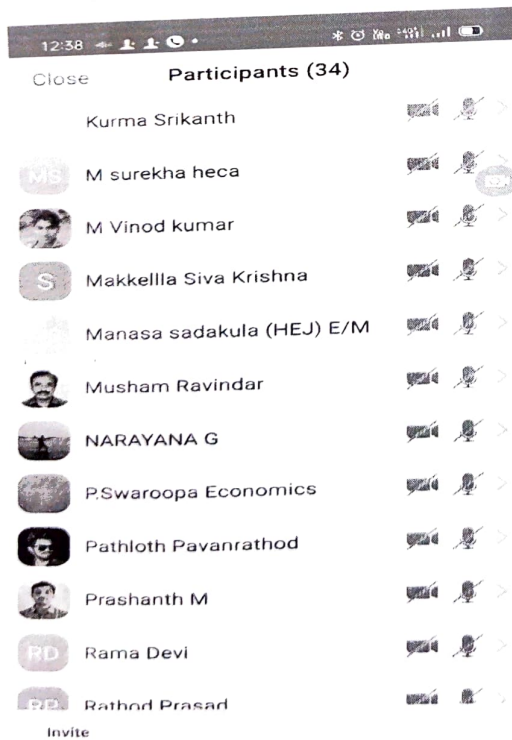 12:38
Close Participants (34)
Kurma Srikanth
MS M surekha heca
M Vinod kumar
S Makkellla Siva Krishna
Manasa sadakula (HEJ) E/M
Musham Ravindar
NARAYANA G
P.Swaroopa Economics
Pathloth Pavanrathod
Prashanth M
RD Rama Devi
RP Rathod Prasad
Invite